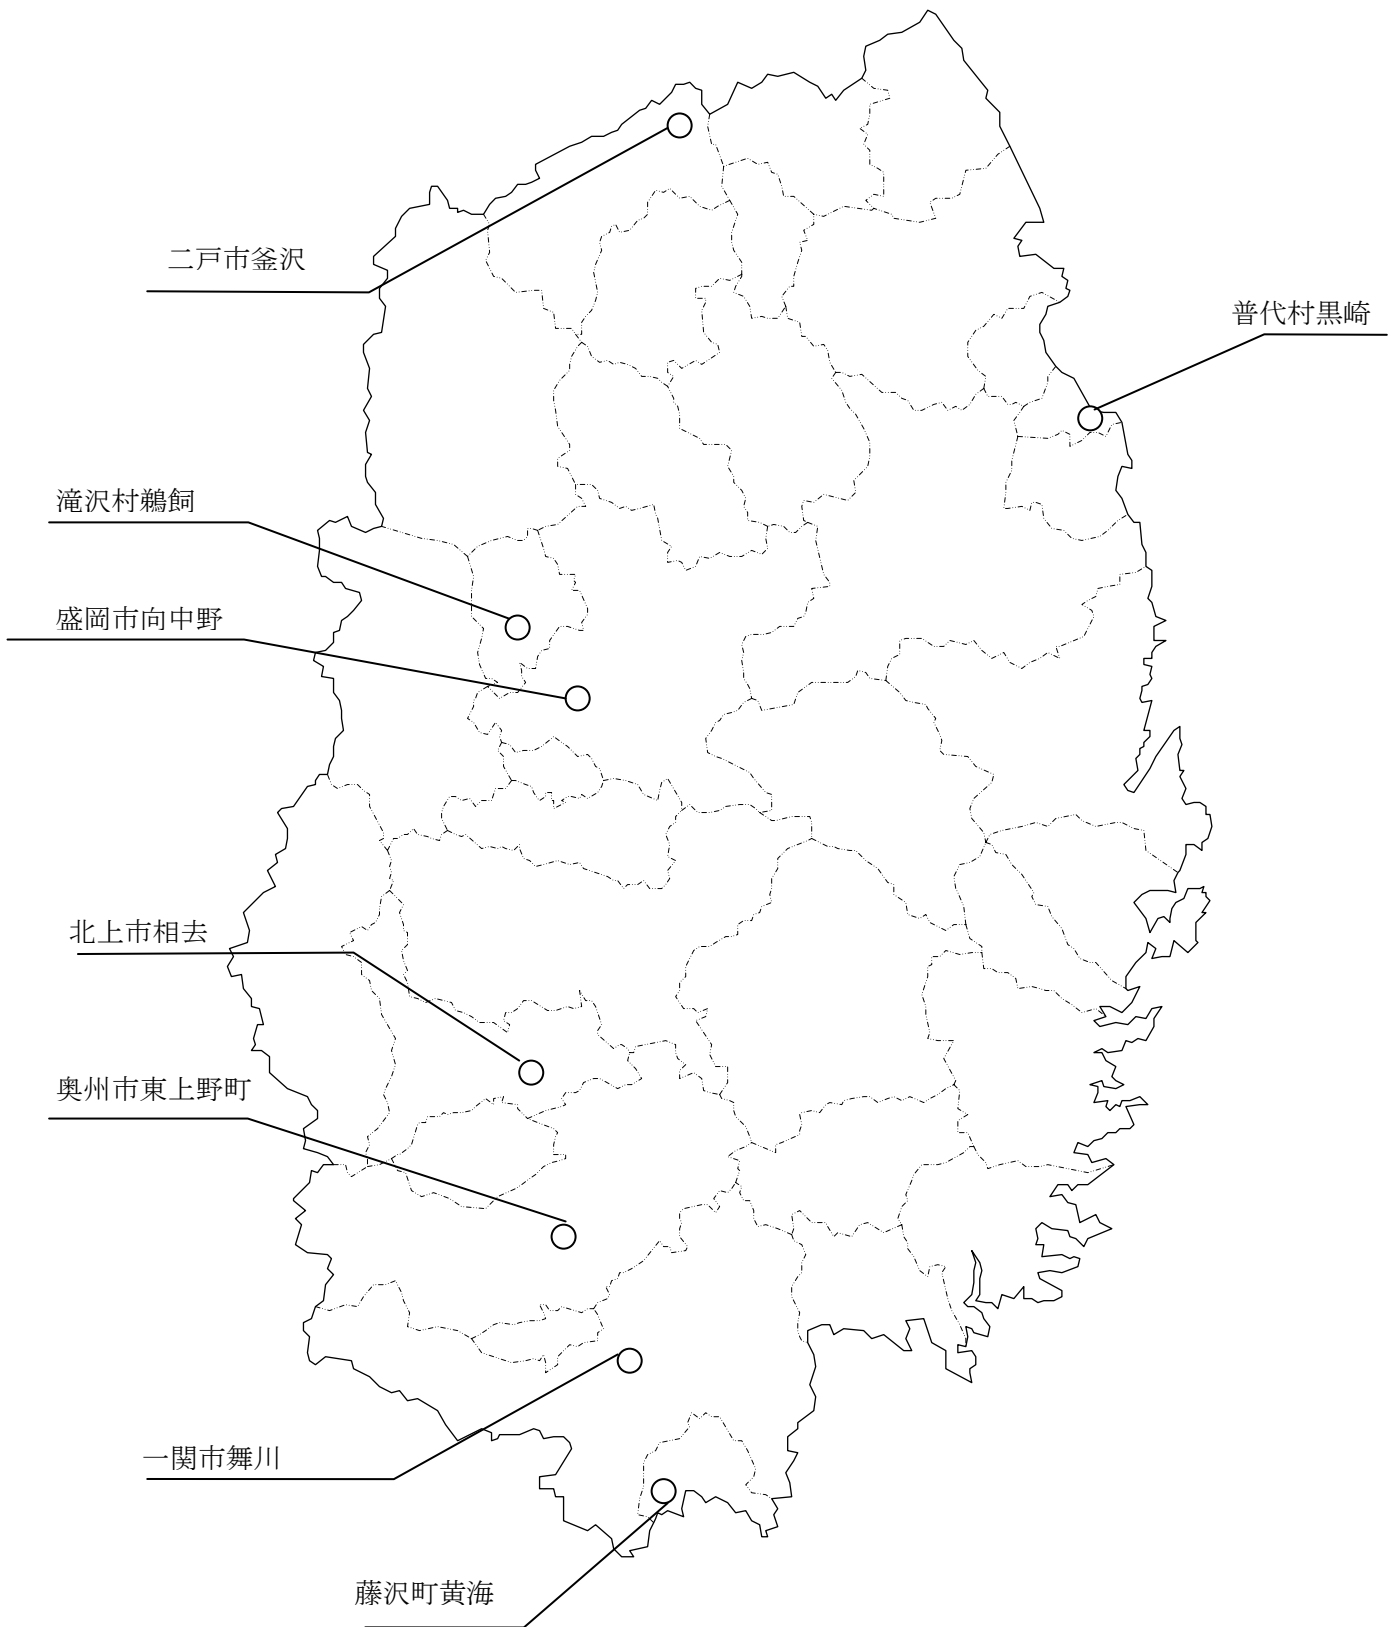 二戸市釜沢
普代村黒崎
滝沢村鵜飼
盛岡市向中野
北上市相去
奥州市東上野町
一関市舞川
藤沢町黄海